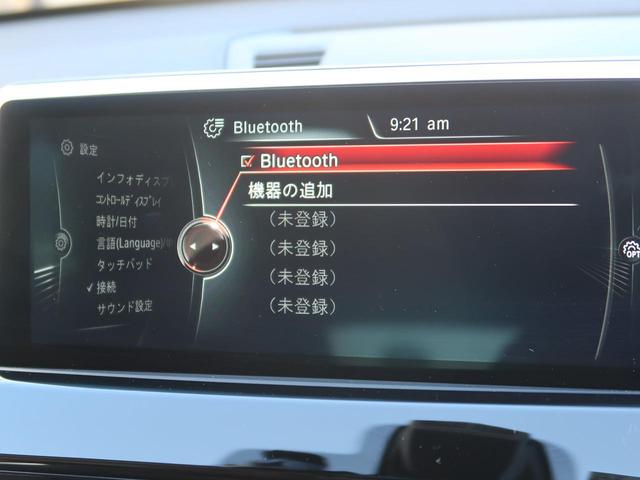 Bluetooth
9:21 am
設定
インフォディスプ
コントロールディスプレイ
時計/日付
言語(Language)/
タッチパッド
接続
サウンド設定
Bluetooth
機器の追加
(未登録)
(未登録)
(未登録)
(未登録)
OPT